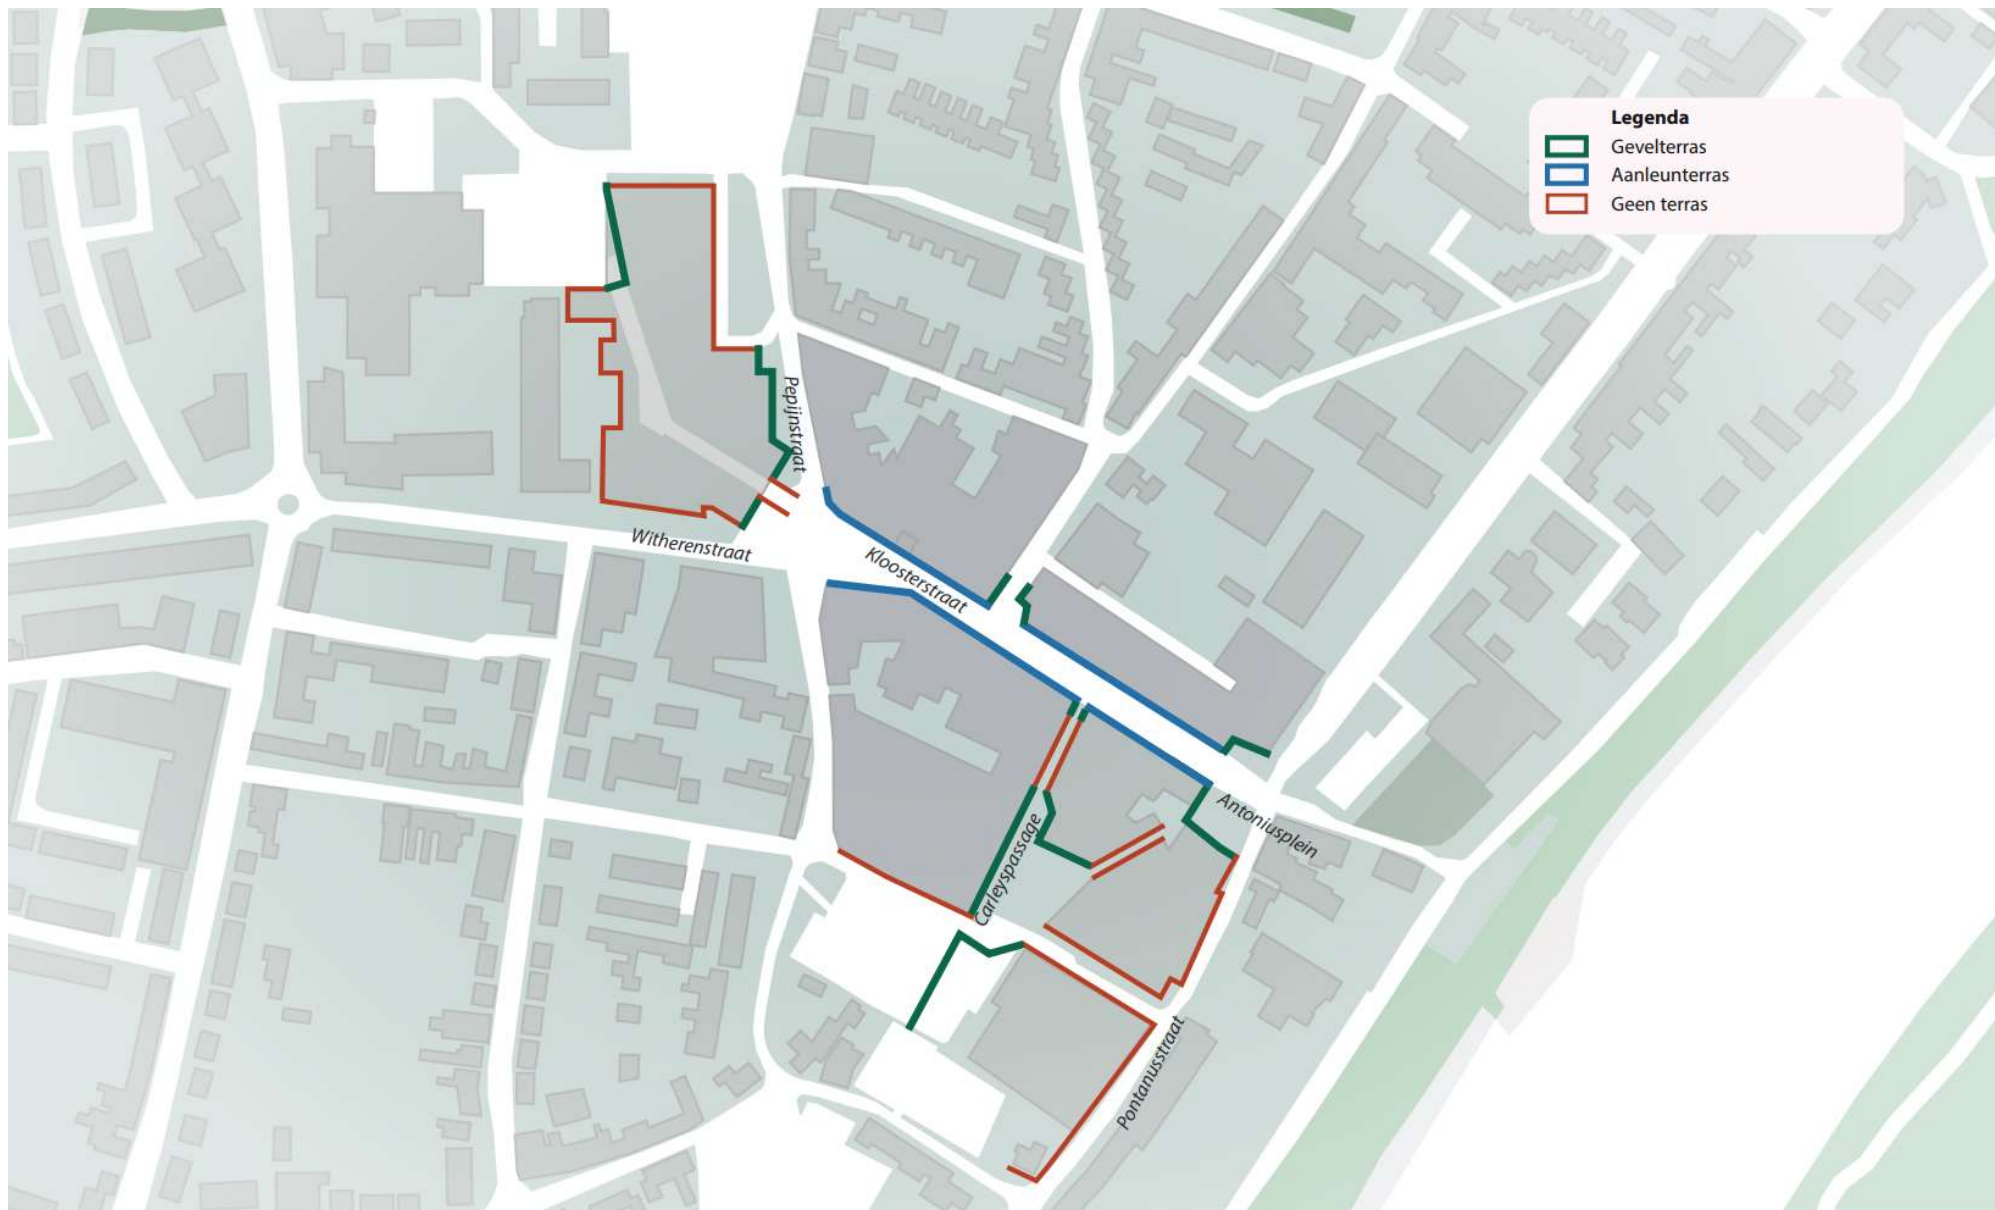 Legenda
Gevelterras
Aanleunterras
Geen terras
Pepijnstraat
Witherenstraat
Kloosterstraat
Antoniusplein
Carleyspassage
Pontanusstraat